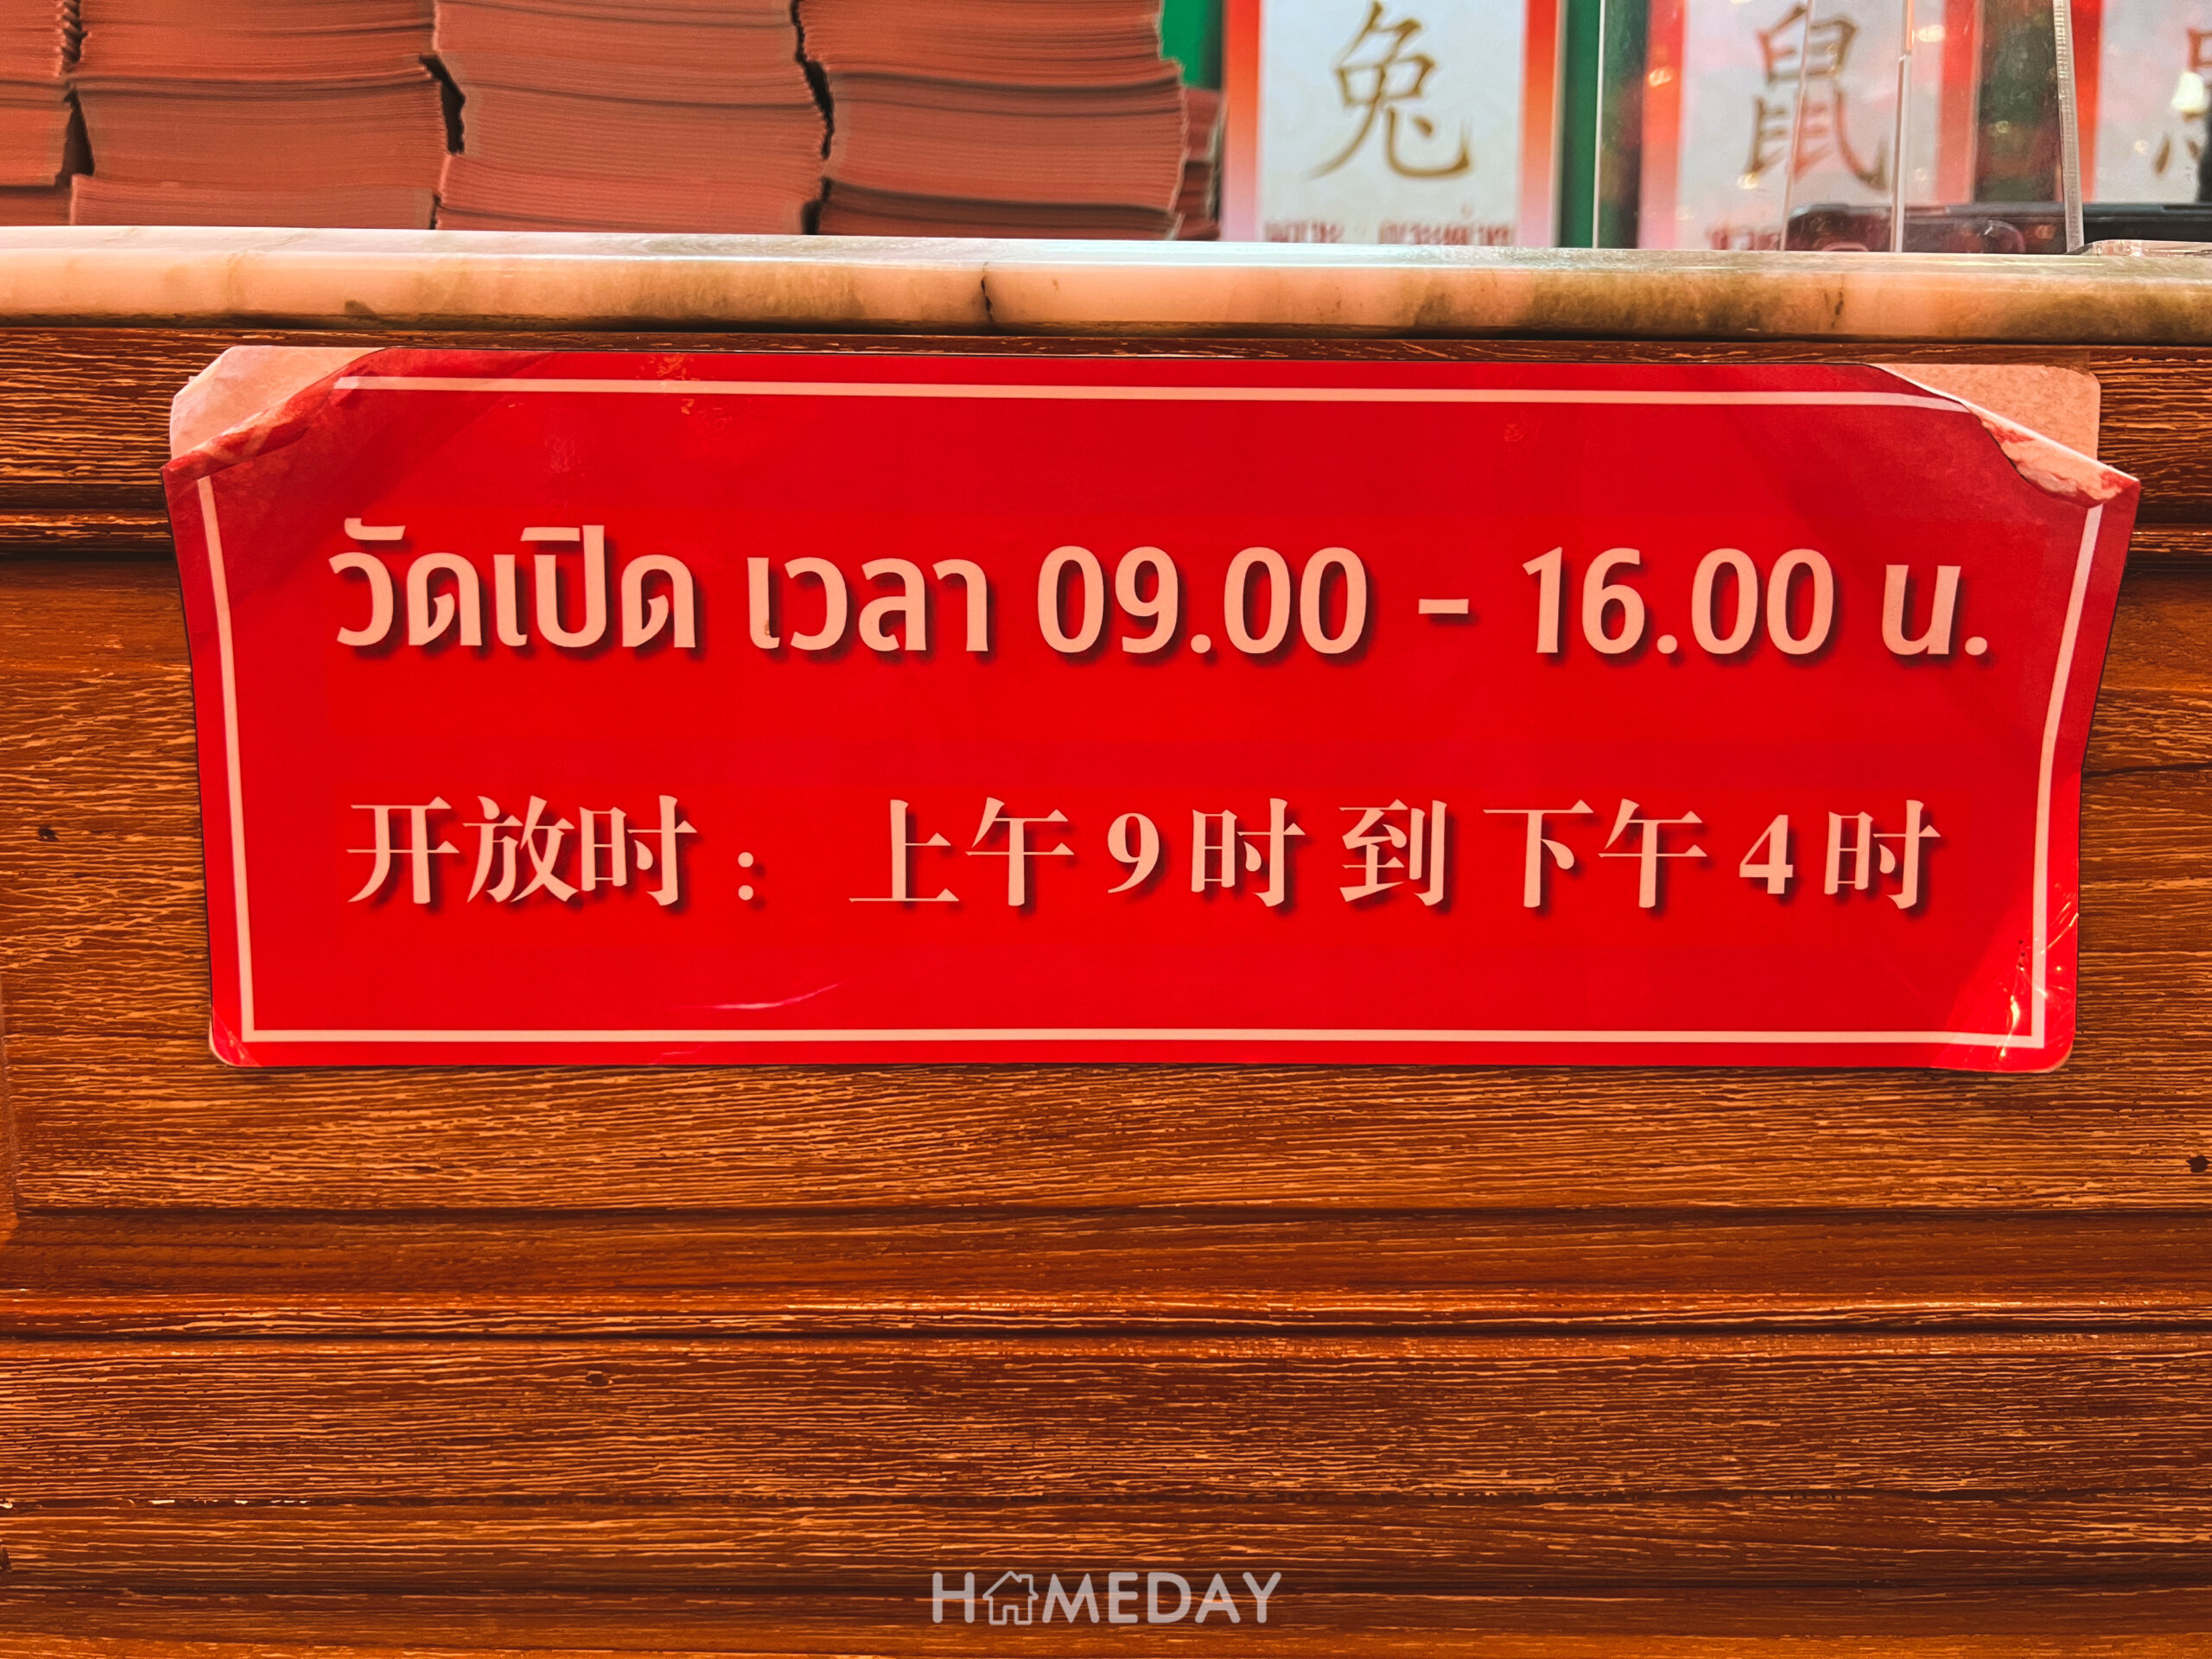 兔
鼠
วัดเปิด เวลา 09.00 - 16.00 น.
开放时： 上午 9 时 到 下午 4 时
HOMEDAY